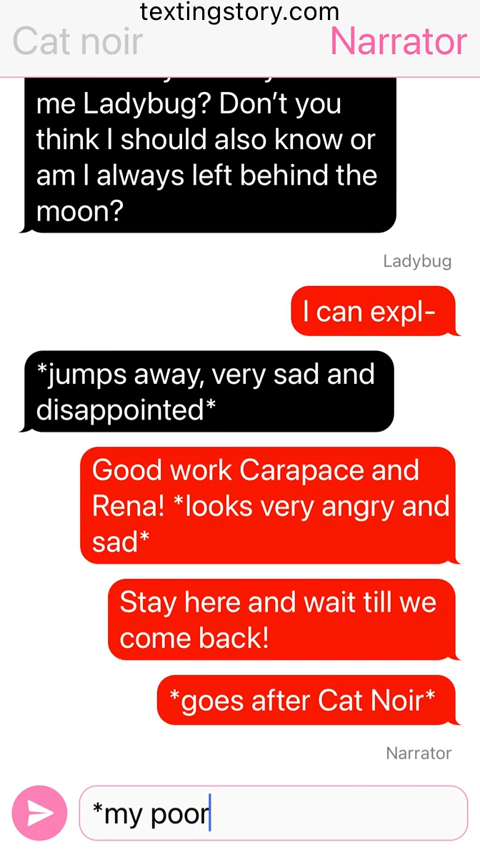 textingstory.com
Cat noir
Narrator
me Ladybug? Don't you
think I should also know or
am I always left behind the
moon?
Ladybug
I can expl-
*jumps away, very sad and
disappointed*
Good work Carapace and
Rena! *looks very angry and
sad*
Stay here and wait till we
come back!
*goes after Cat Noir*
Narrator
*my poor